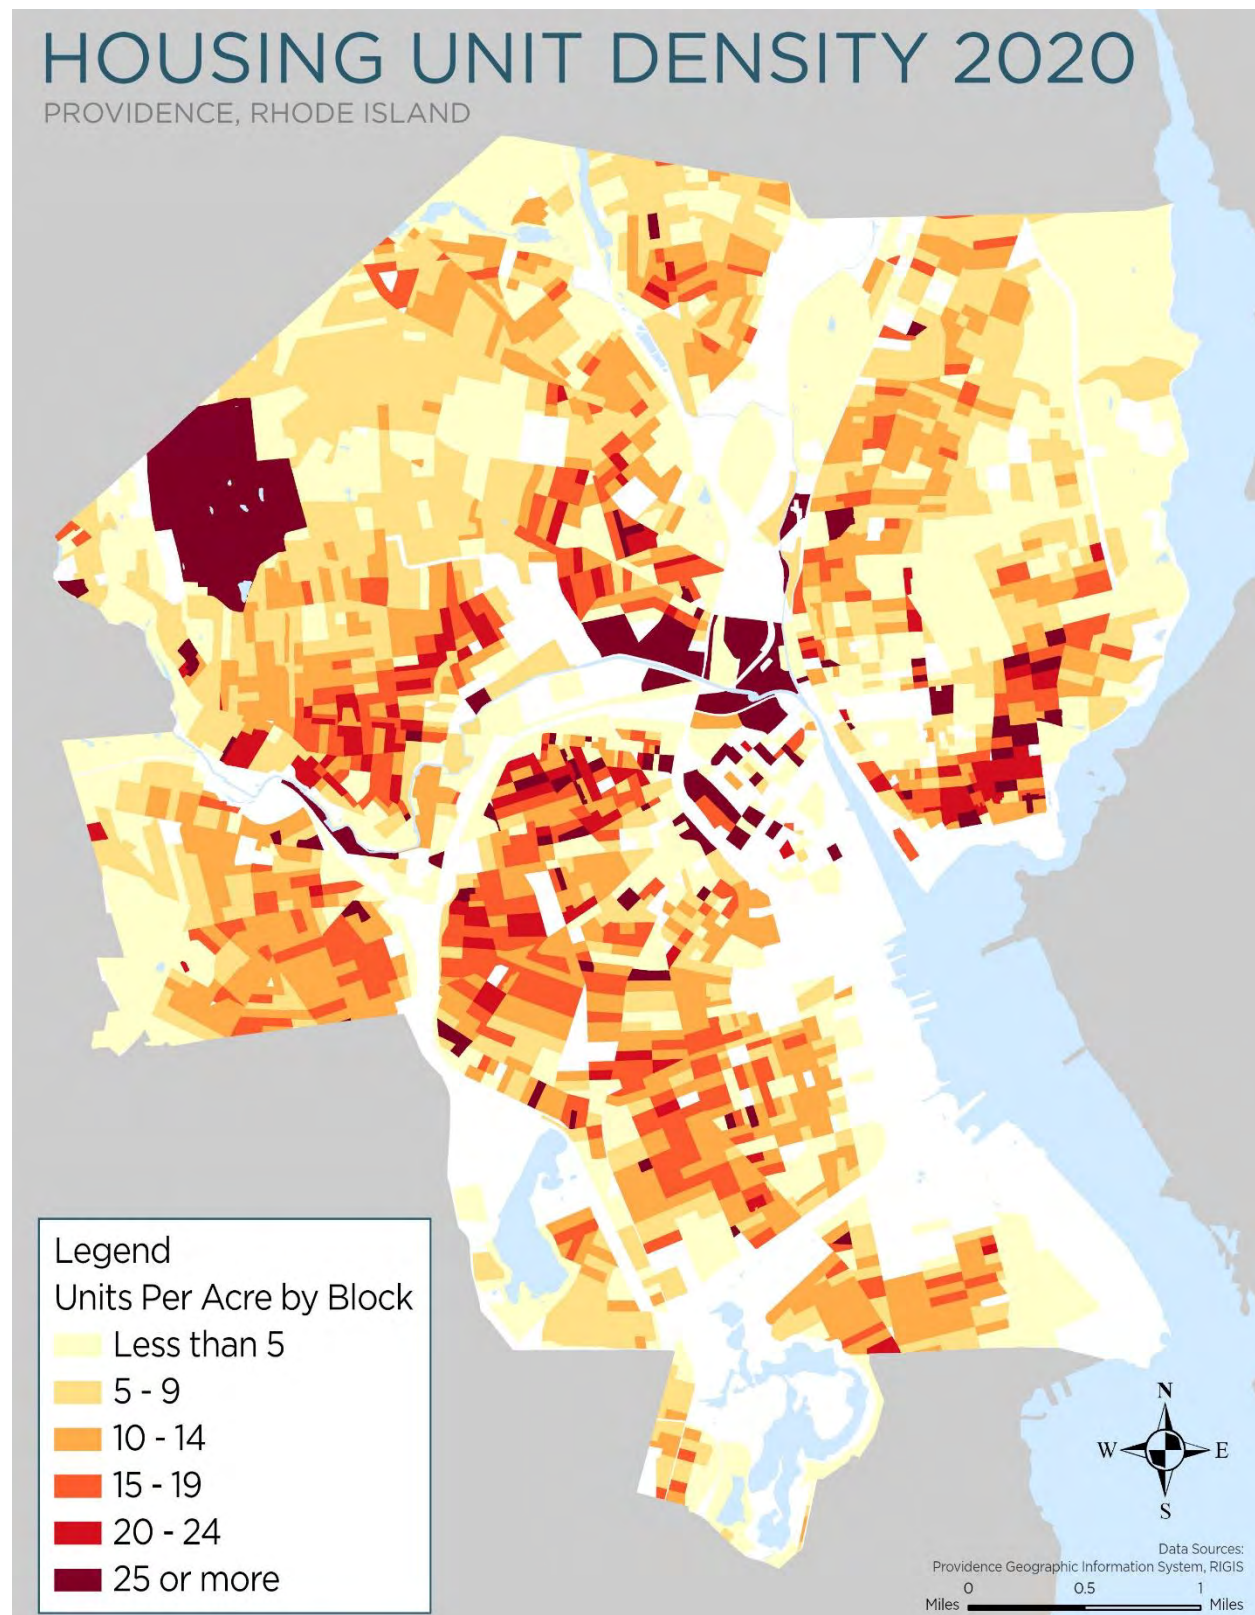 HOUSING UNIT DENSITY 2020
PROVIDENCE, RHODE ISLAND
Legend
Units Per Acre by Block
Less than 5
5 - 9
10 - 14
15 - 19
20 - 24
25 or more
N
W E
S
Data Sources:
Providence Geographic Information System, RIGIS
0 0.5 1
Miles Miles